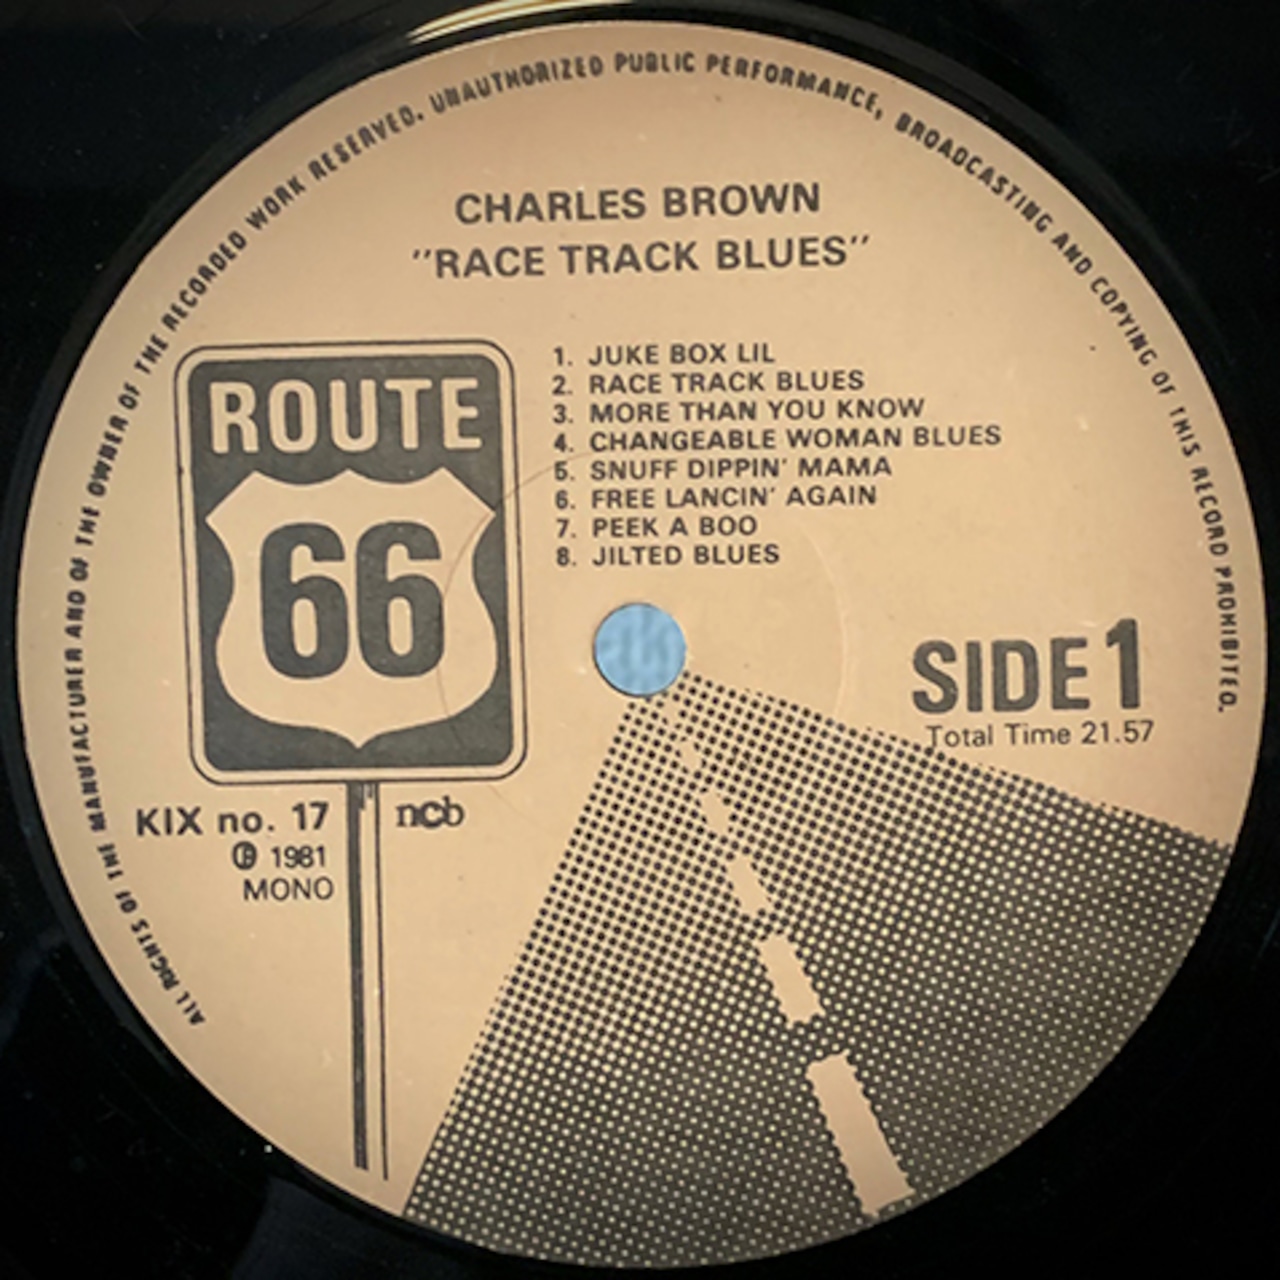 ALL RIGHTS OF THE MANUFACTURER AND OF THE OWNER OF THE RECORDED WORK RESERVED. UNAUTHORIZED PUBLIC PERFORMANCE, BROADCASTING AND COPYING OF THIS RECORD PROHIBITED.
CHARLES BROWN
"RACE TRACK BLUES"
ROUTE
66
1. JUKE BOX LIL
2. RACE TRACK BLUES
3. MORE THAN YOU KNOW
4. CHANGEABLE WOMAN BLUES
5. SNUFF DIPPIN' MAMA
6. FREE LANCIN' AGAIN
7. PEEK A BOO
8. JILTED BLUES
SIDE 1
Total Time 21.57
KIX no. 17
ncb
℗ 1981
MONO